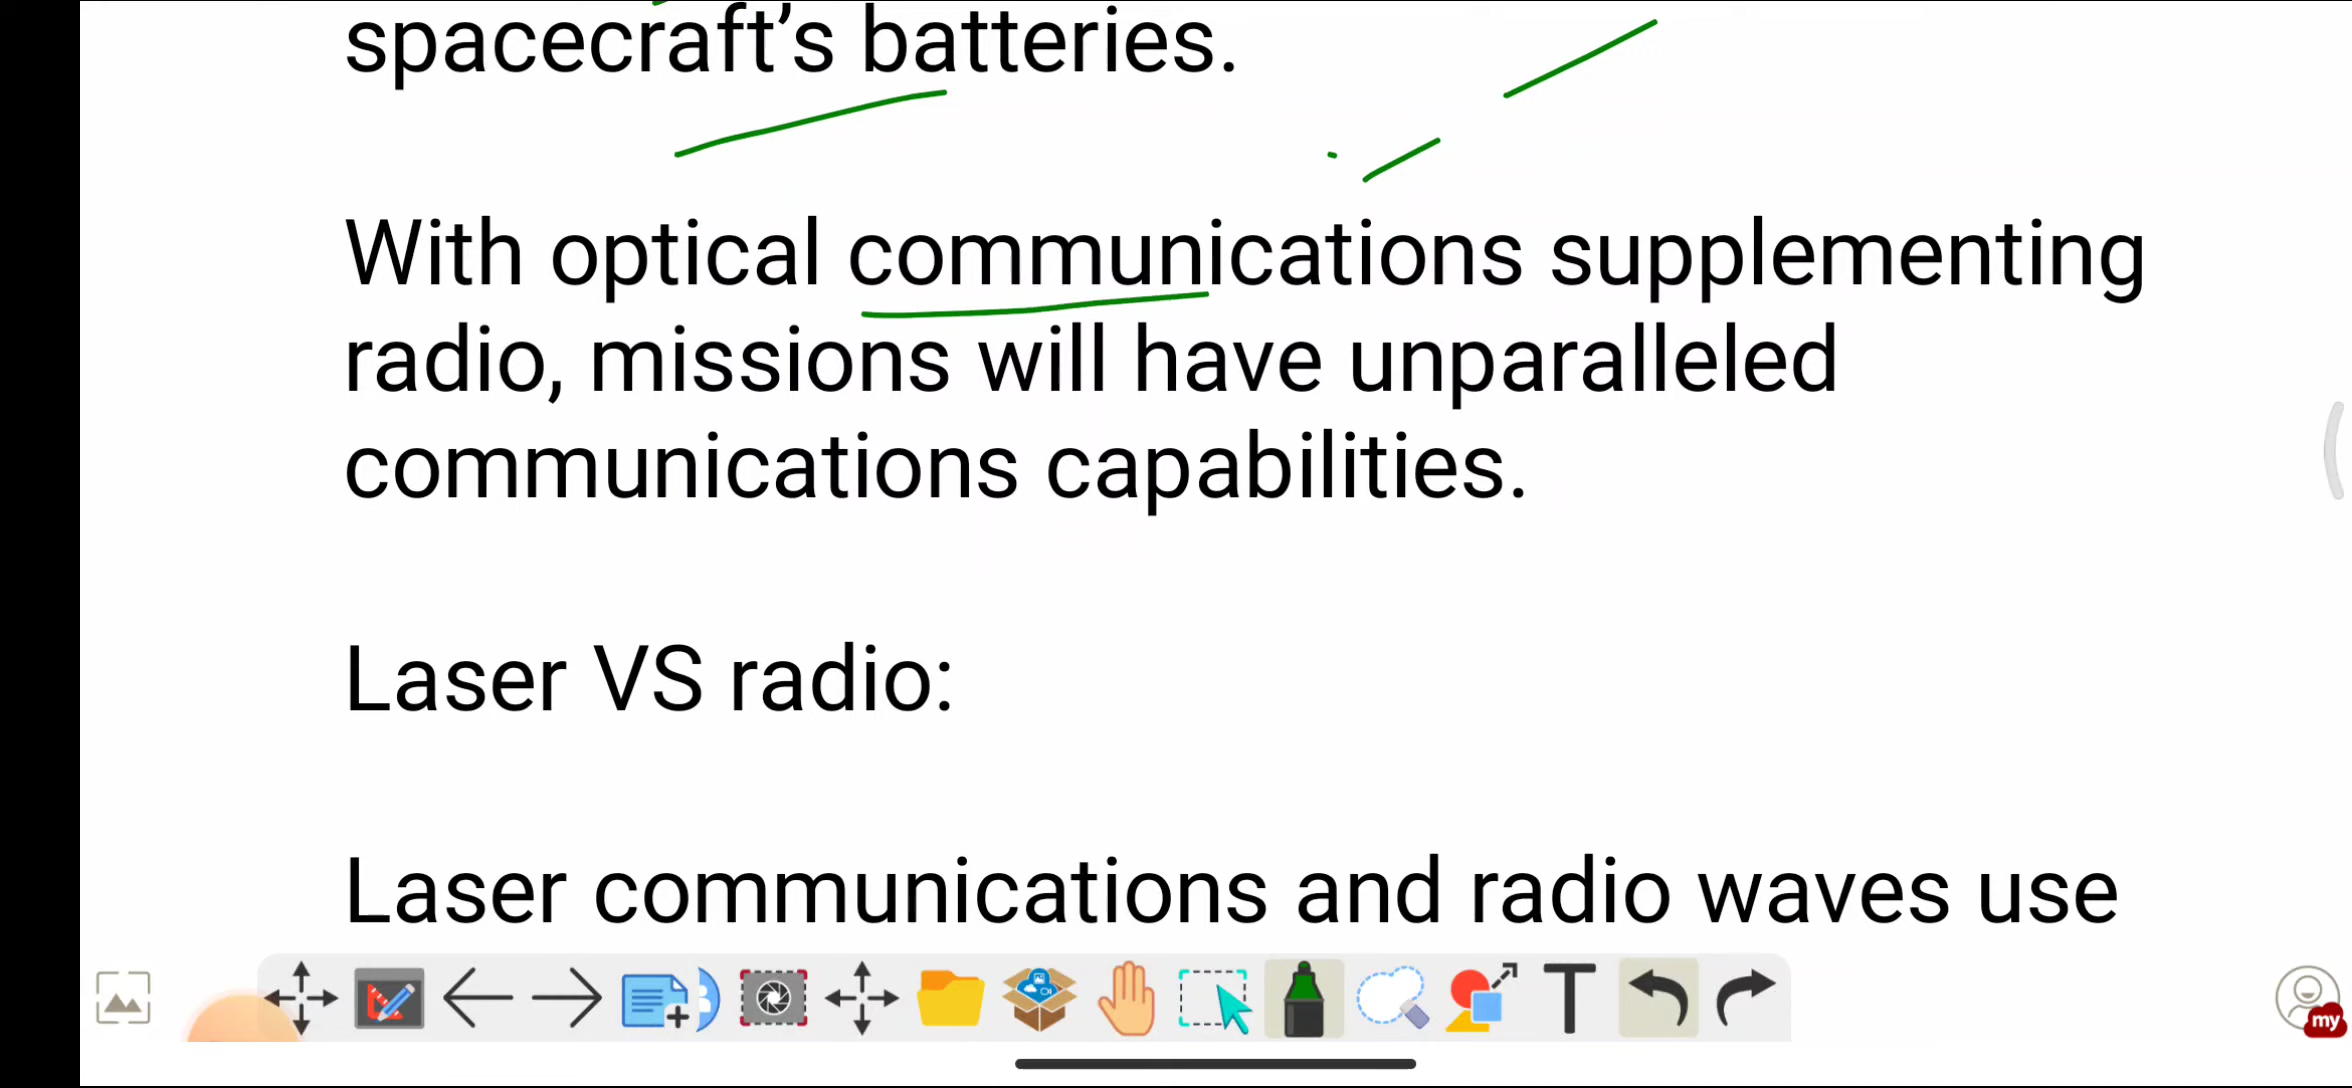 spacecraft’s batteries.
With optical communications supplementing
radio, missions will have unparalleled
communications capabilities.
Laser VS radio:
Laser communications and radio waves use
T
my